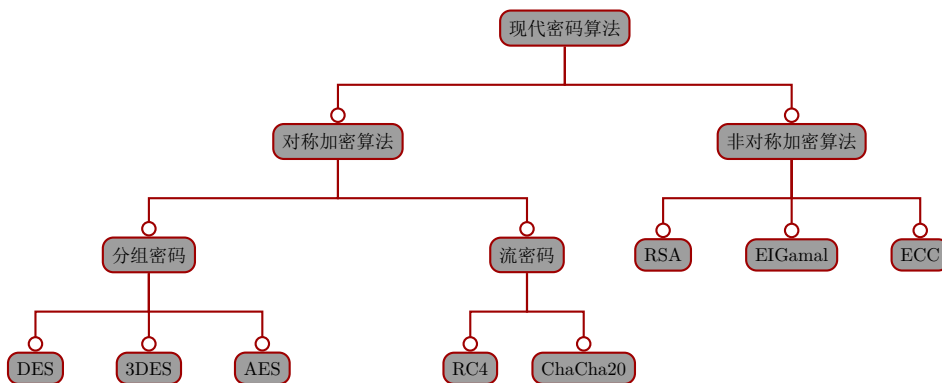 现代密码算法
对称加密算法
非对称加密算法
分组密码
流密码
RSA
EIGamal
ECC
DES
3DES
AES
RC4
ChaCha20